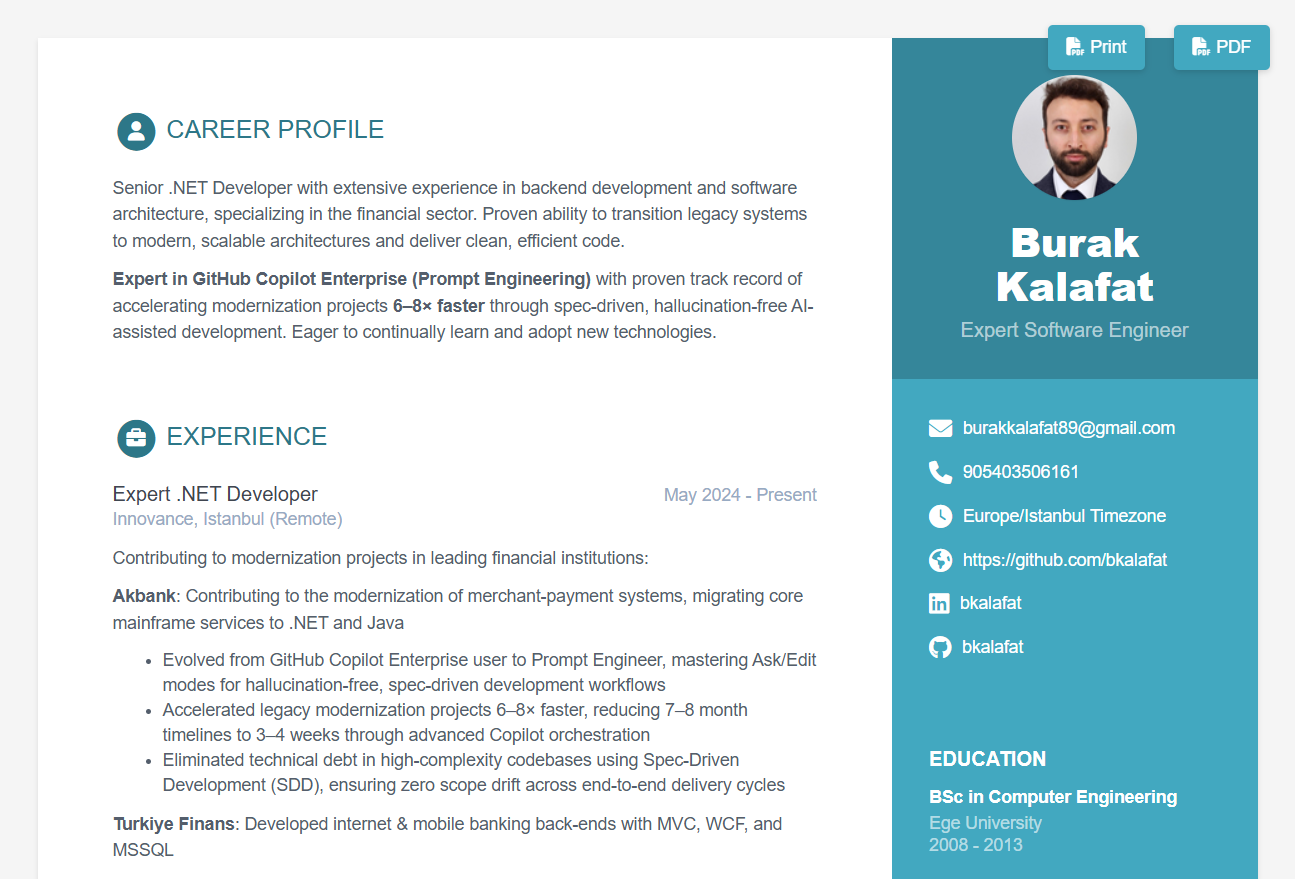 Print
PDF
CAREER PROFILE
Senior .NET Developer with extensive experience in backend development and software
architecture, specializing in the financial sector. Proven ability to transition legacy systems
to modern, scalable architectures and deliver clean, efficient code.
Expert in GitHub Copilot Enterprise (Prompt Engineering) with proven track record of
accelerating modernization projects 6–8× faster through spec-driven, hallucination-free AI-
assisted development. Eager to continually learn and adopt new technologies.
EXPERIENCE
Expert .NET Developer
May 2024 - Present
Innovance, Istanbul (Remote)
Contributing to modernization projects in leading financial institutions:
Akbank: Contributing to the modernization of merchant-payment systems, migrating core
mainframe services to .NET and Java
• Evolved from GitHub Copilot Enterprise user to Prompt Engineer, mastering Ask/Edit
modes for hallucination-free, spec-driven development workflows
• Accelerated legacy modernization projects 6–8× faster, reducing 7–8 month
timelines to 3–4 weeks through advanced Copilot orchestration
• Eliminated technical debt in high-complexity codebases using Spec-Driven
Development (SDD), ensuring zero scope drift across end-to-end delivery cycles
Turkiye Finans: Developed internet & mobile banking back-ends with MVC, WCF, and
MSSQL
Burak
Kalafat
Expert Software Engineer
burakkalafat89@gmail.com
905403506161
Europe/Istanbul Timezone
https://github.com/bkalafat
bkalafat
bkalafat
EDUCATION
BSc in Computer Engineering
Ege University
2008 - 2013